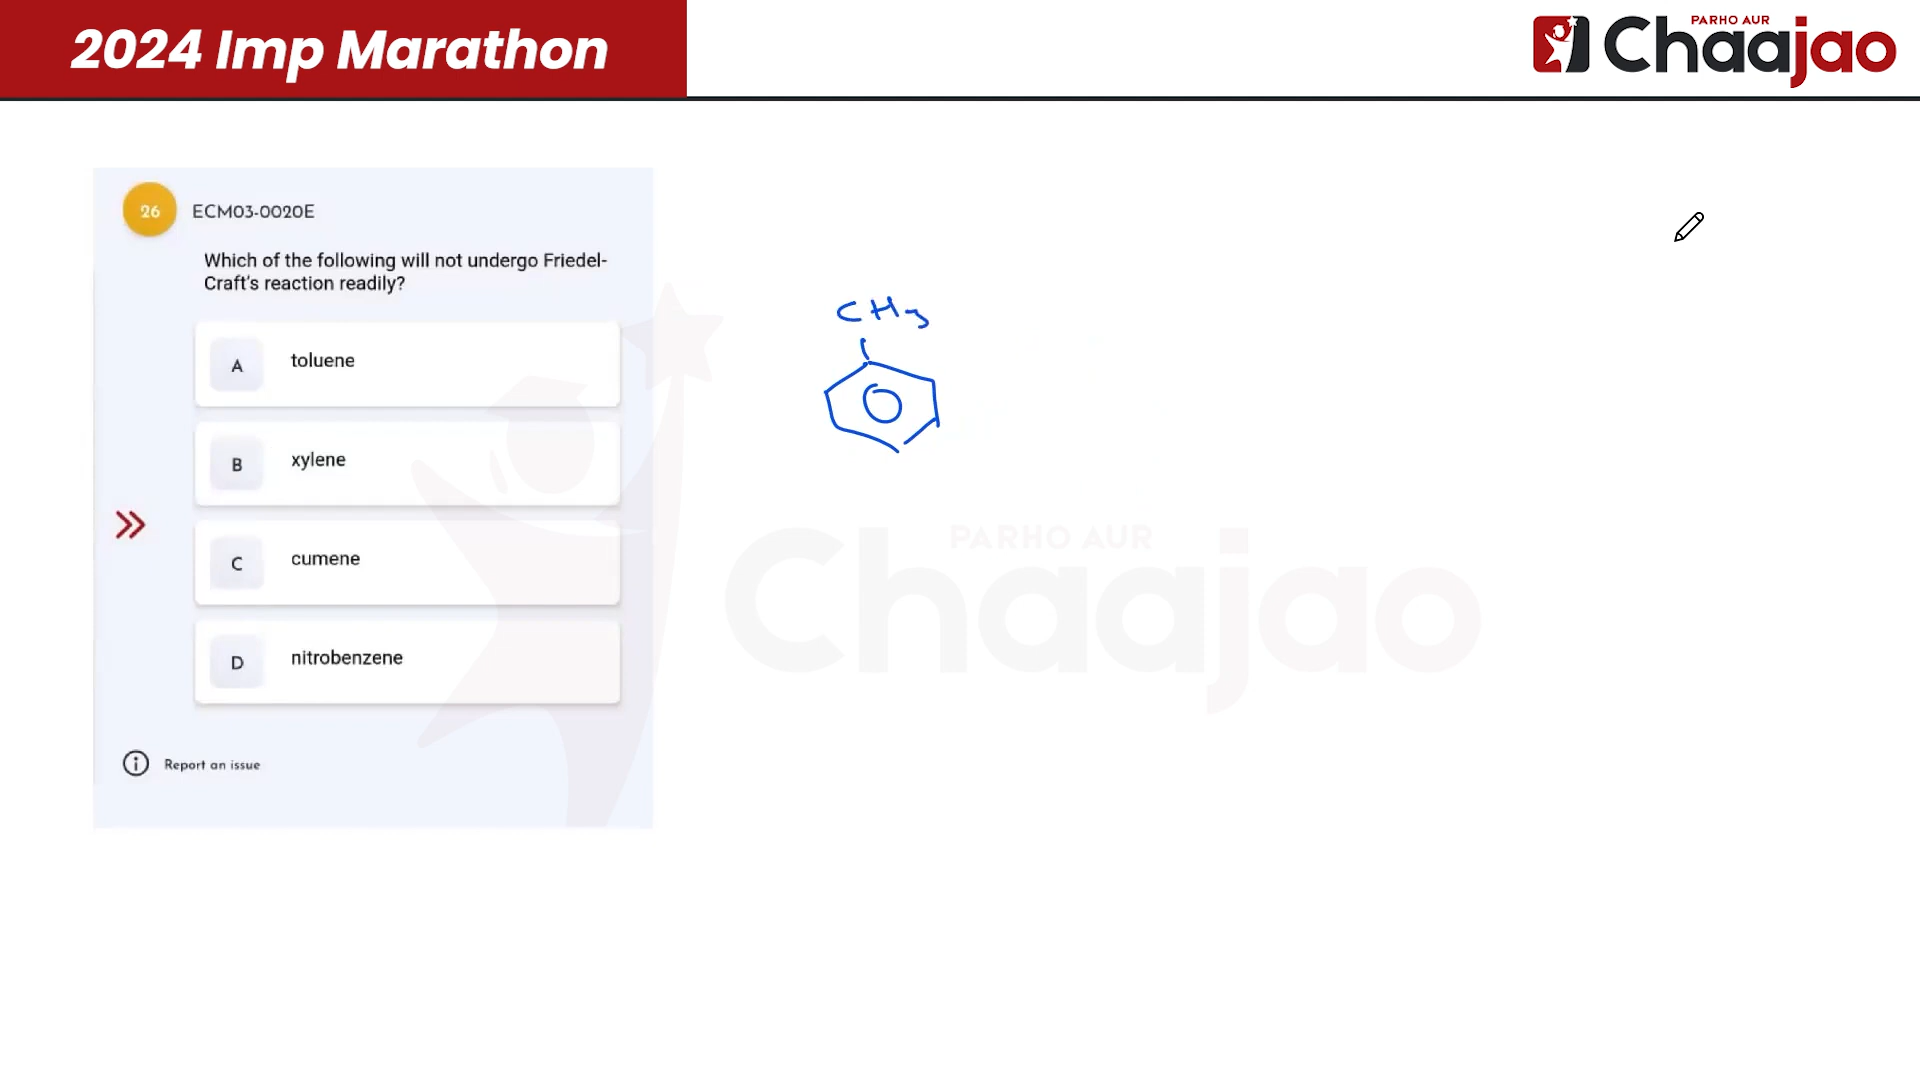 2024 Imp Marathon
PARHO AUR
Chaajao
26
ECM03-0020E
Which of the following will not undergo Friedel-
Craft's reaction readily?
A
toluene
B
xylene
C
cumene
D
nitrobenzene
Report an issue
CH3
PARHO AUR
Chaajao